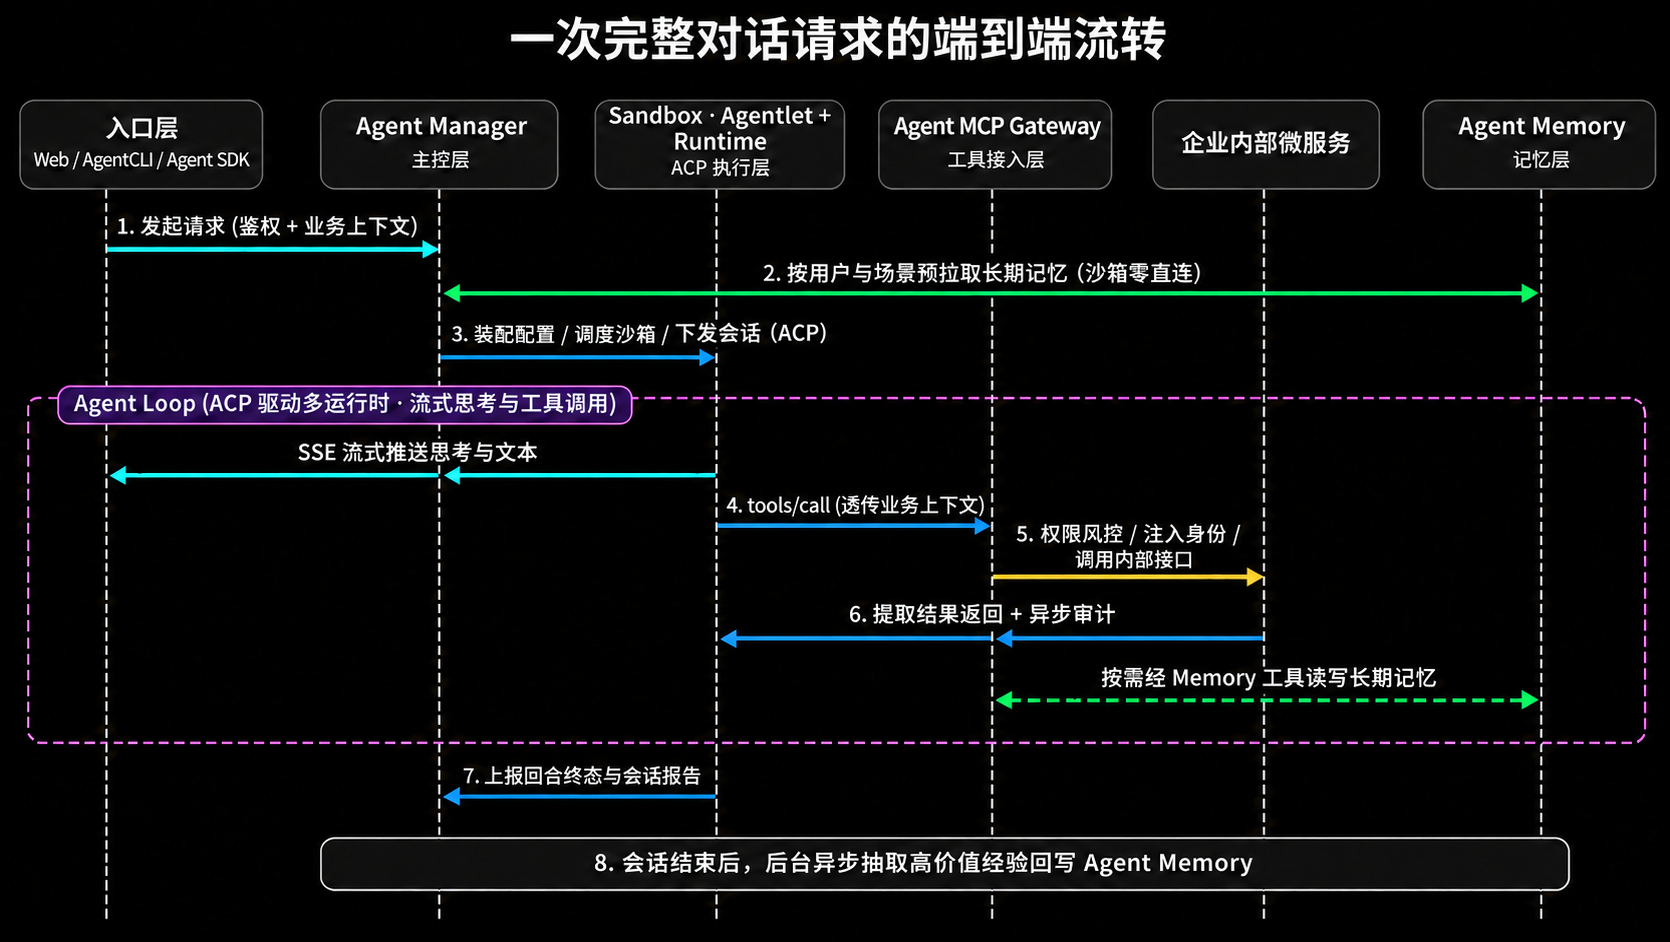 一次完整对话请求的端到端流转
入口层
Web / AgentCLI / Agent SDK
Agent Manager
主控层
Sandbox · Agentlet +
Runtime
ACP 执行层
Agent MCP Gateway
工具接入层
企业内部微服务
Agent Memory
记忆层
1. 发起请求 (鉴权 + 业务上下文)
2. 按用户与场景预拉取长期记忆（沙箱零直连）
3. 装配配置 / 调度沙箱 / 下发会话（ACP）
Agent Loop (ACP 驱动多运行时 · 流式思考与工具调用)
SSE 流式推送思考与文本
4. tools/call (透传业务上下文)
5. 权限风控 / 注入身份 /
调用内部接口
6. 提取结果返回 + 异步审计
按需经 Memory 工具读写长期记忆
7. 上报回合终态与会话报告
8. 会话结束后，后台异步抽取高价值经验回写 Agent Memory